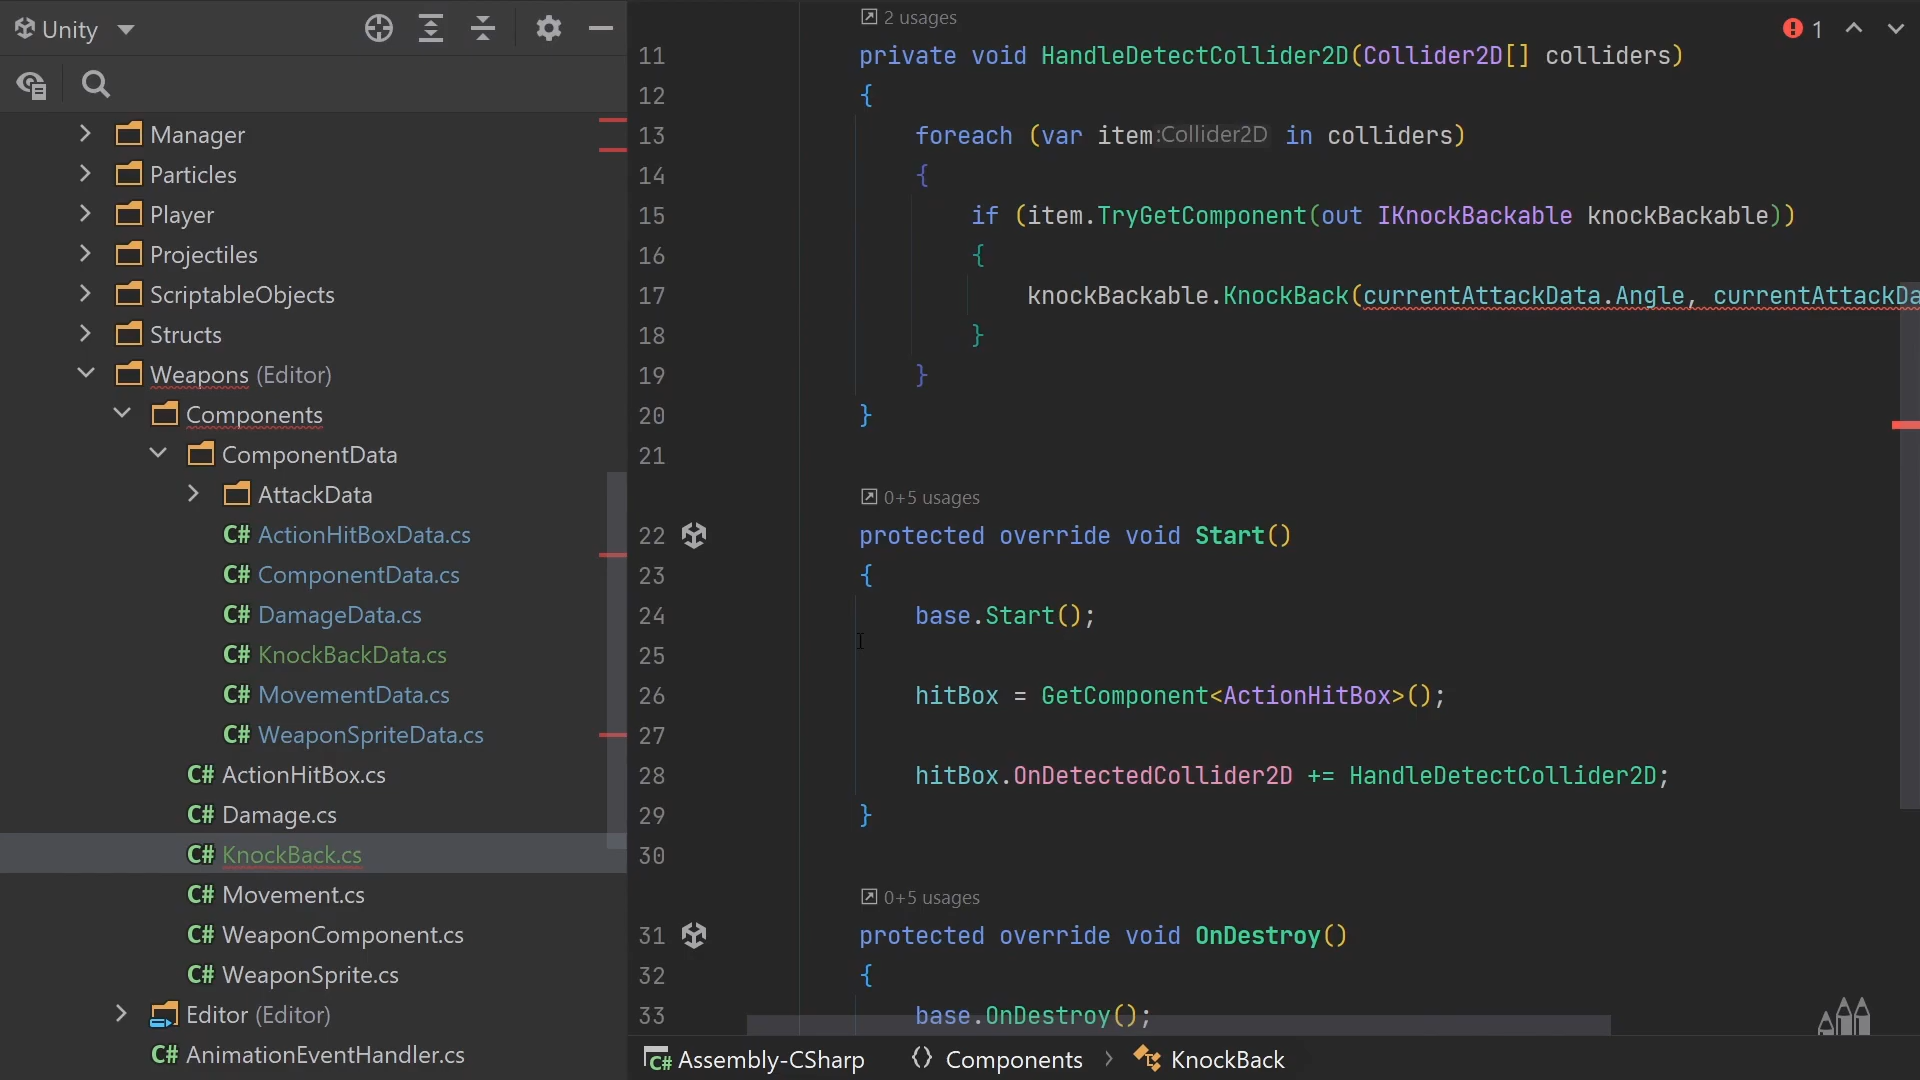 Unity
Manager
Particles
Player
Projectiles
ScriptableObjects
Structs
Weapons (Editor)
Components
ComponentData
AttackData
C# ActionHitBoxData.cs
C# ComponentData.cs
C# DamageData.cs
C# KnockBackData.cs
C# MovementData.cs
C# WeaponSpriteData.cs
C# ActionHitBox.cs
C# Damage.cs
C# KnockBack.cs
C# Movement.cs
C# WeaponComponent.cs
C# WeaponSprite.cs
Editor (Editor)
C# AnimationEventHandler.cs
2 usages
1
11 private void HandleDetectCollider2D(Collider2D[] colliders)
12 {
13 foreach (var item:Collider2D in colliders)
14 {
15 if (item.TryGetComponent(out IKnockBackable knockBackable))
16 {
17 knockBackable.KnockBack(currentAttackData.Angle, currentAttackDa
18 }
19 }
20 }
21
0+5 usages
22 protected override void Start()
23 {
24 base.Start();
25
26 hitBox = GetComponent<ActionHitBox>();
27
28 hitBox.OnDetectedCollider2D += HandleDetectCollider2D;
29 }
30
0+5 usages
31 protected override void OnDestroy()
32 {
33 base.OnDestroy();
C# Assembly-CSharp {} Components > KnockBack